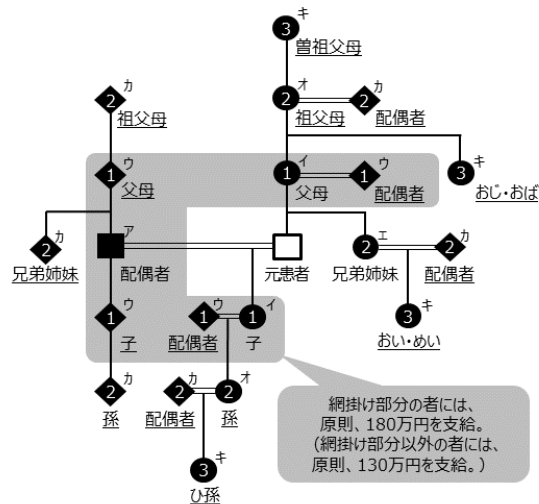 キ
3
曽祖父母
カ
2
祖父母
オ
2
祖父母
カ
2
配偶者
ウ
1
父母
イ
1
父母
ウ
1
配偶者
キ
3
おじ・おば
カ
2
兄弟姉妹
ア
配偶者
元患者
エ
2
兄弟姉妹
カ
2
配偶者
ウ
1
子
ウ
1
配偶者
イ
1
子
キ
3
おい・めい
カ
2
孫
カ
2
配偶者
オ
2
孫
キ
3
ひ孫
網掛け部分の者には、
原則、180万円を支給。
(網掛け部分以外の者には、
原則、130万円を支給。)